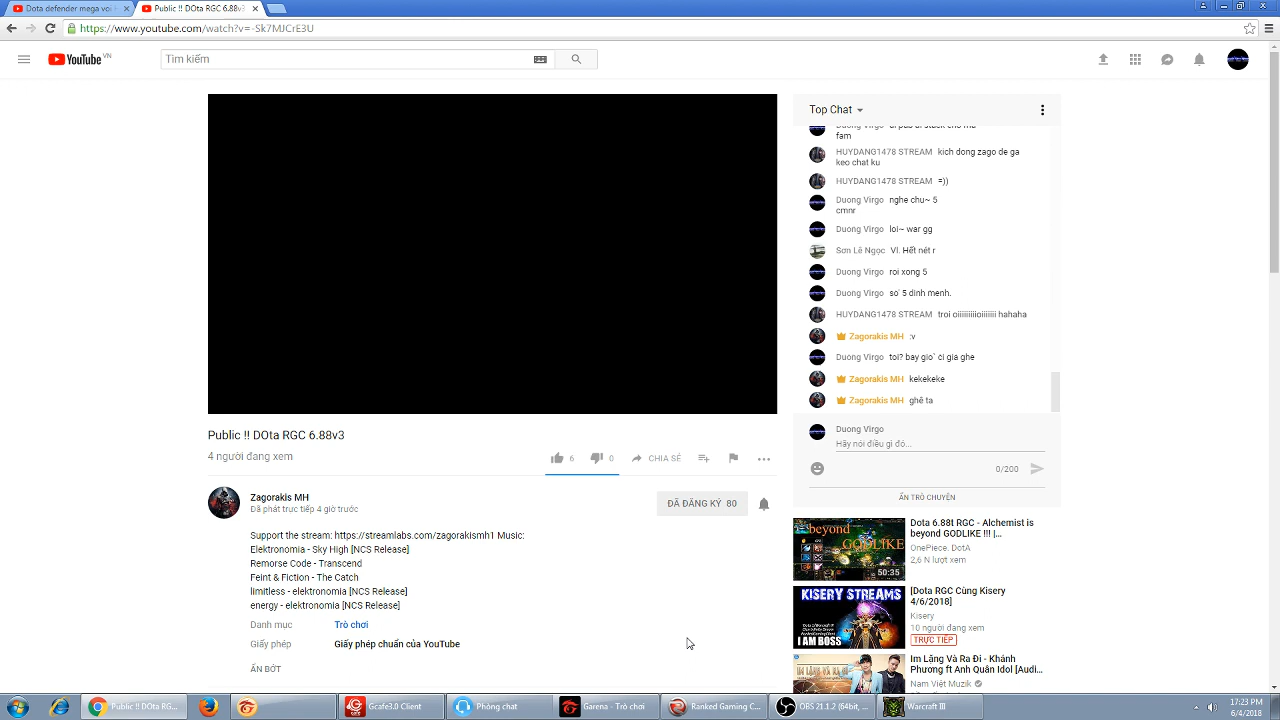 Dota defender mega voi
Public !! DOta RGC 6.88v3
https://www.youtube.com/watch?v=-Sk7MJCrE3U
YouTube VN
Tìm kiếm
Top Chat
fam
HUYDANG1478 STREAM kich dong zago de ga
keo chat ku
HUYDANG1478 STREAM =))
Duong Virgo nghe chu~ 5
cmnr
Duong Virgo loi~ war gg
Sơn Lê Ngọc Vl. Hết nét r
Duong Virgo roi xong 5
Duong Virgo so' 5 dinh menh.
HUYDANG1478 STREAM troi oiiiiiiiiioiiiiiii hahaha
Zagorakis MH :v
Duong Virgo toi? bay gio` ci gia ghe
Zagorakis MH kekekeke
Zagorakis MH ghê ta
Duong Virgo
Hãy nói điều gì đó...
0/200
ẨN TRÒ CHUYỆN
Public !! DOta RGC 6.88v3
4 người đang xem
6
0
CHIA SẺ
Zagorakis MH
Đã phát trực tiếp 4 giờ trước
ĐÃ ĐĂNG KÝ 80
Support the stream: https://streamlabs.com/zagorakismh1 Music:
Elektronomia - Sky High [NCS Release]
Remorse Code - Transcend
Feint & Fiction - The Catch
limitless - elektronomia [NCS Release]
energy - elektronomia [NCS Release]
Danh mục Trò chơi
Giấy phép Giấy phép chuẩn của YouTube
ẨN BỚT
beyond
GODLIKE
50:35
Dota 6.88t RGC - Alchemist is
beyond GODLIKE !!! |...
OnePiece. DotA
2,6 N lượt xem
KISERY STREAMS
I AM BOSS
[Dota RGC Cùng Kisery
4/6/2018]
Kisery
10 người đang xem
TRỰC TIẾP
Im Lặng Và Ra Đi - Khánh
Phương ft Anh Quân Idol [Audi...
Nam Việt Muzik
Public !! DOta RG...
Gcafe3.0 Client
Phòng chat
Garena - Trò chơi
Ranked Gaming C...
OBS 21.1.2 (64bit, ...
Warcraft III
17:23 PM
6/4/2018